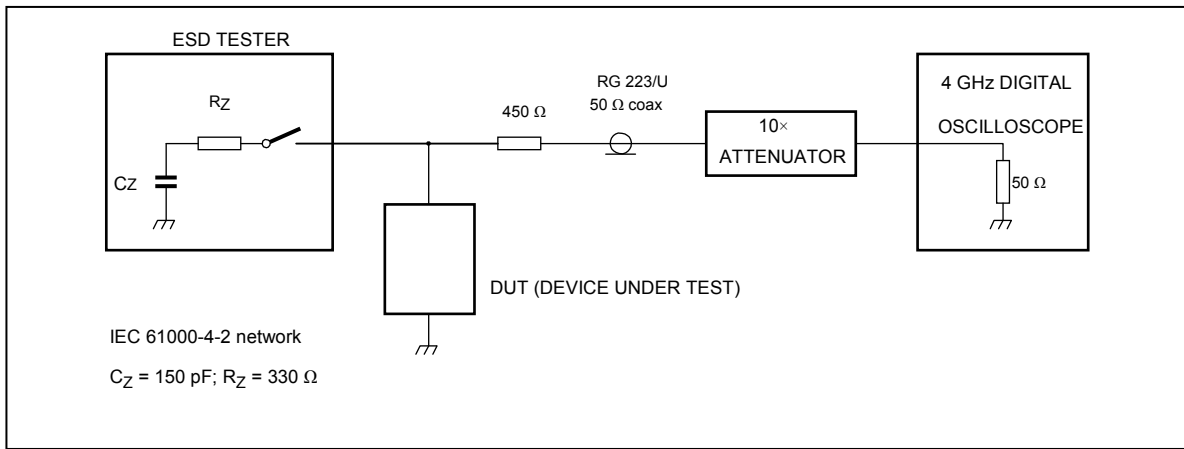 ESD TESTER
RZ
CZ
450 Ω
RG 223/U
50 Ω coax
10×
ATTENUATOR
4 GHz DIGITAL
OSCILLOSCOPE
50 Ω
DUT (DEVICE UNDER TEST)
IEC 61000-4-2 network
CZ = 150 pF; RZ = 330 Ω